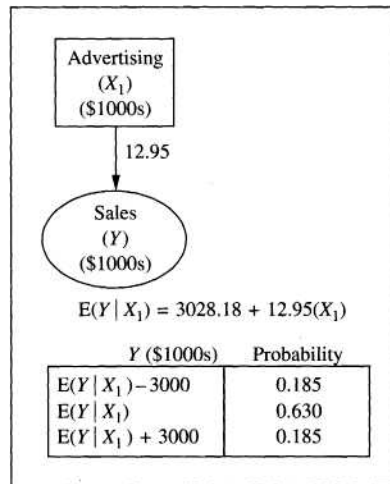 Advertising
(X₁)
($1000s)
12.95
Sales
(Y)
($1000s)
E(Y | X₁) = 3028.18 + 12.95(X₁)
Y ($1000s) Probability
E(Y | X₁) – 3000 0.185
E(Y | X₁) 0.630
E(Y | X₁) + 3000 0.185